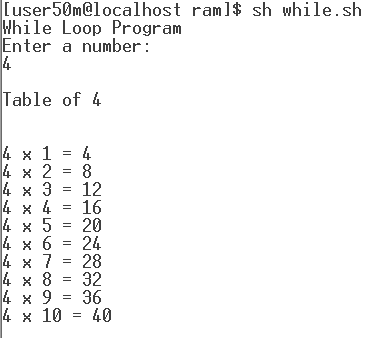 [user50m@localhost ram]$ sh while.sh
While Loop Program
Enter a number:
4
Table of 4
4 x 1 = 4
4 x 2 = 8
4 x 3 = 12
4 x 4 = 16
4 x 5 = 20
4 x 6 = 24
4 x 7 = 28
4 x 8 = 32
4 x 9 = 36
4 x 10 = 40